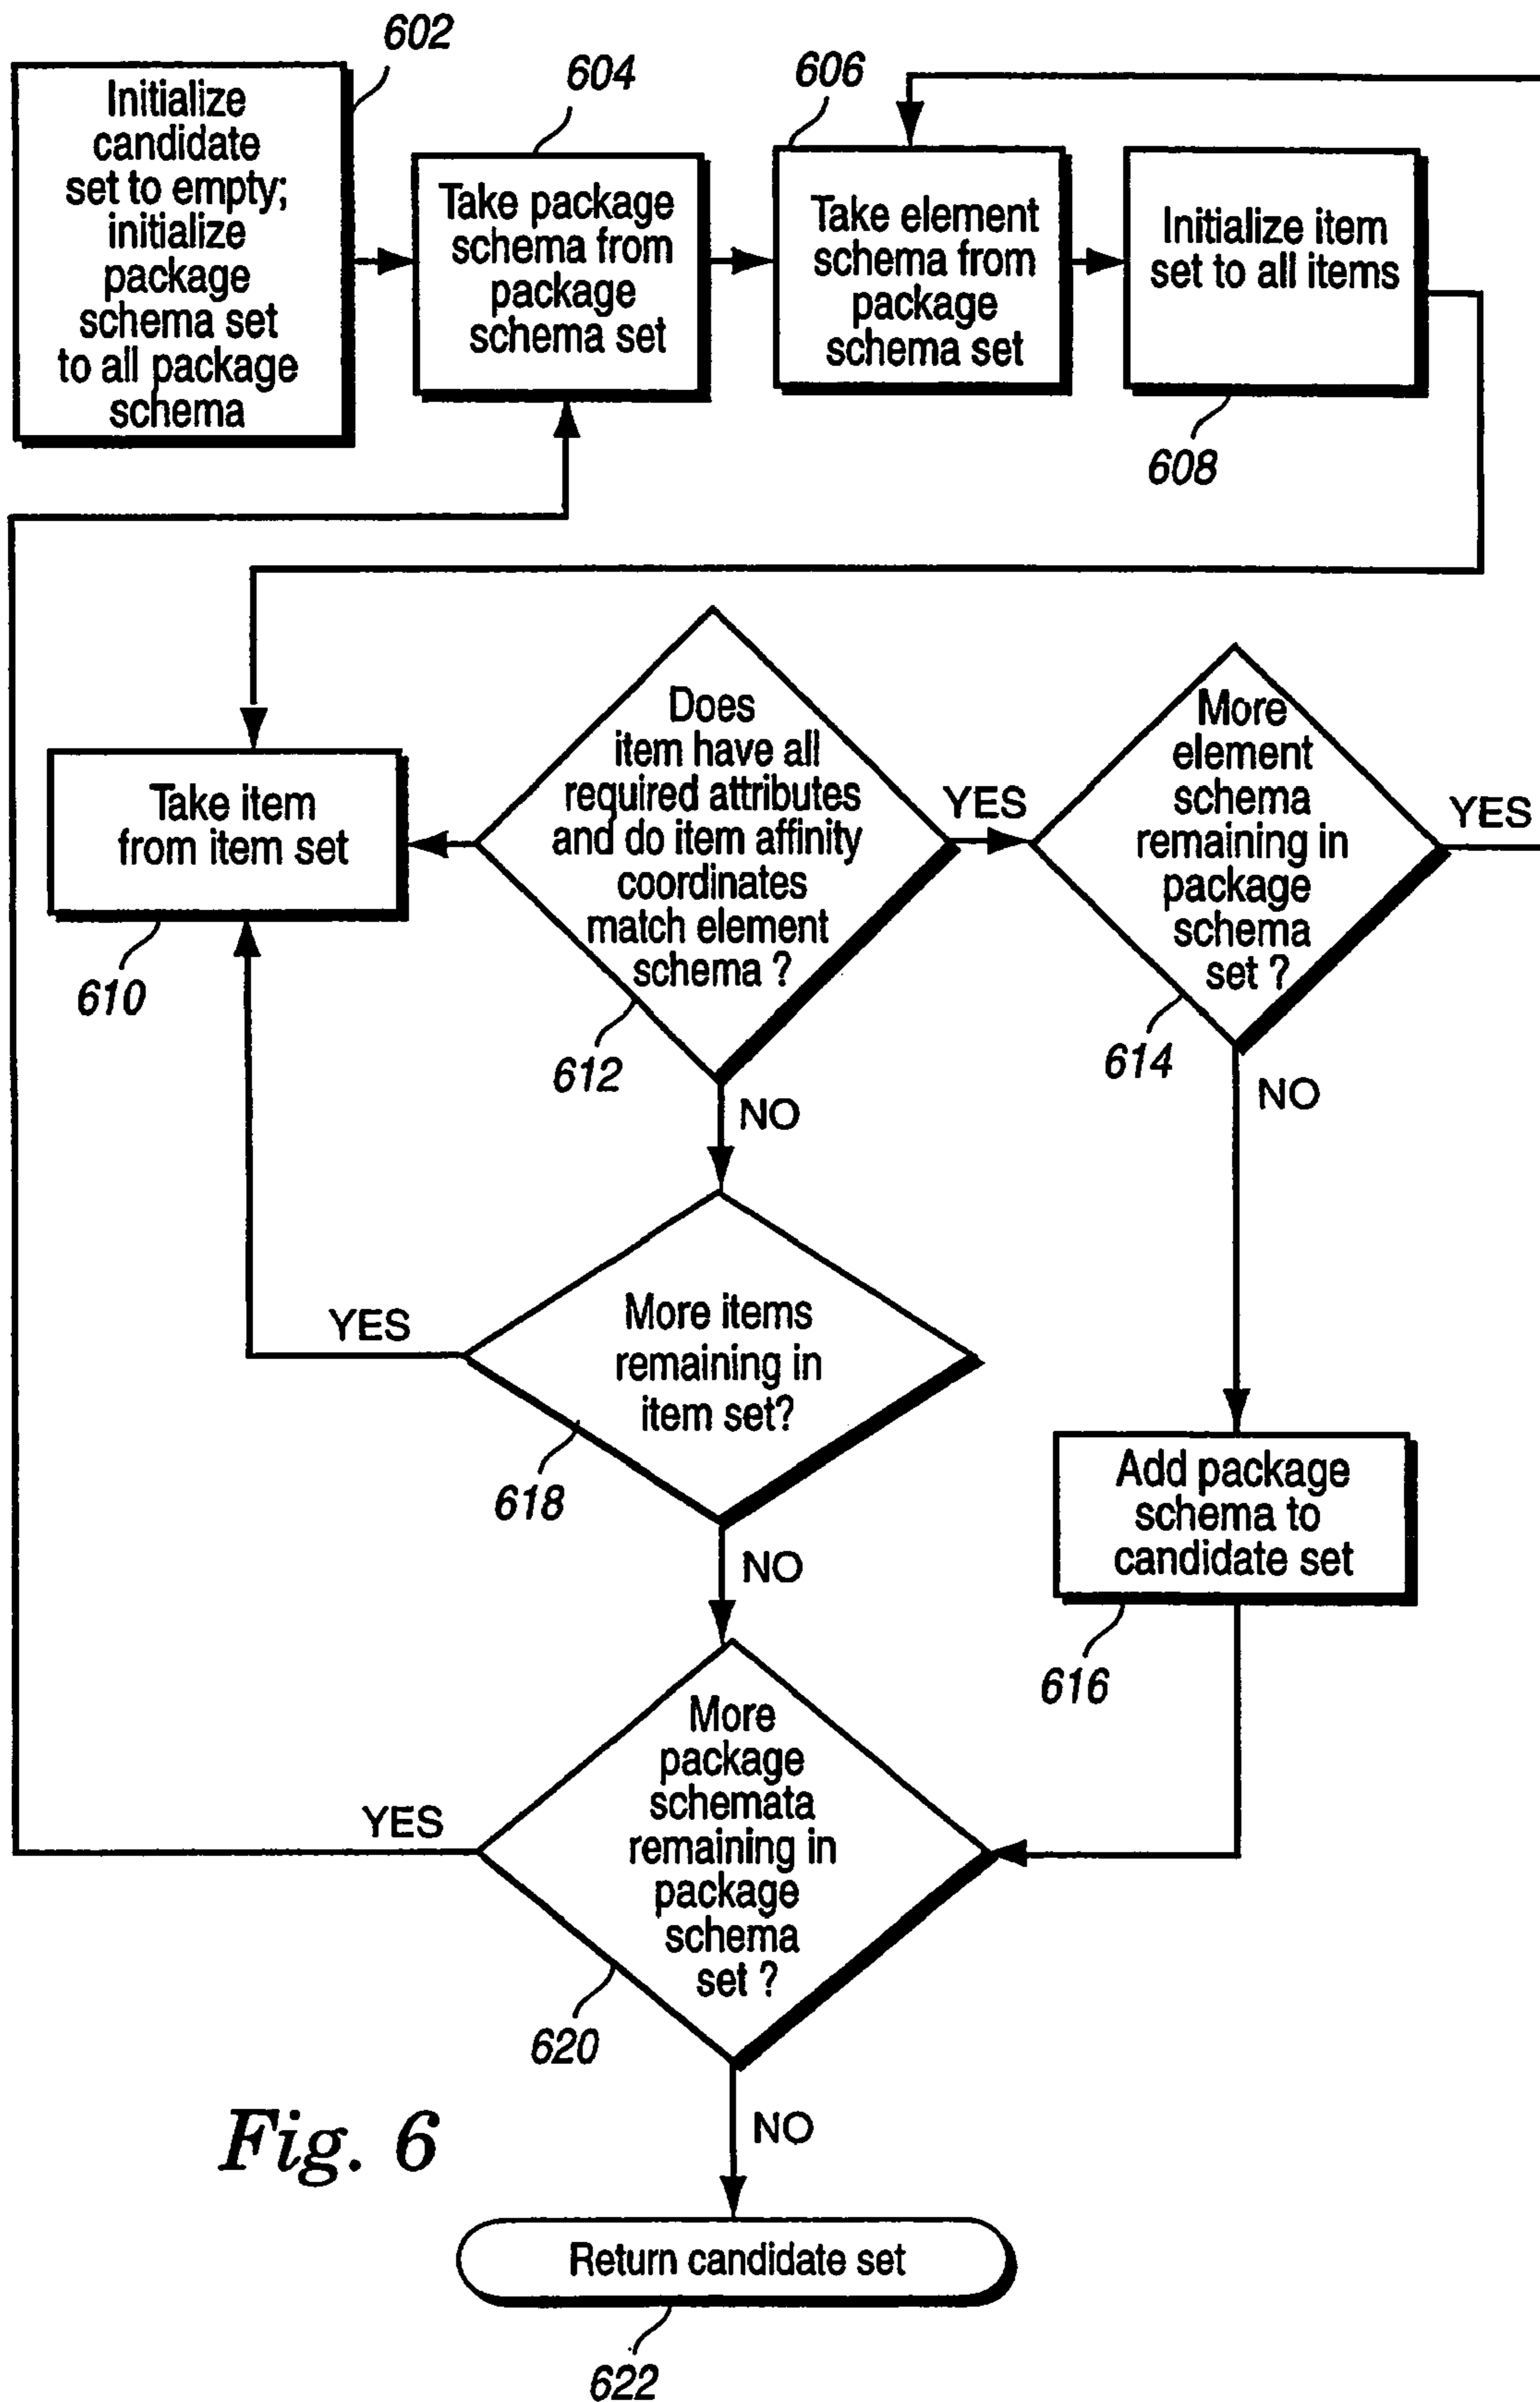 602
Initialize
candidate
set to empty;
initialize
package
schema set
to all package
schema
604
Take package
schema from
package
schema set
606
Take element
schema from
package
schema set
Initialize item
set to all items
608
Take item
from item set
610
Does
item have all
required attributes
and do item affinity
coordinates
match element
schema ?
612
YES
NO
More
element
schema
remaining in
package
schema
set ?
614
YES
NO
More items
remaining in
item set?
618
YES
NO
Add package
schema to
candidate set
616
More
package
schemata
remaining in
package
schema
set ?
620
YES
NO
Fig. 6
Return candidate set
622